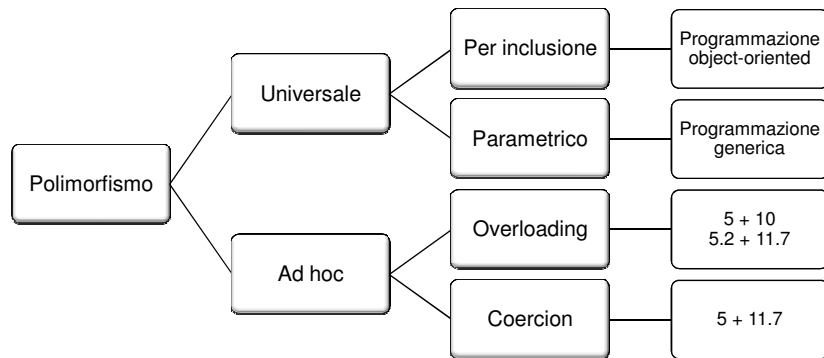 Polimorfismo
Universale
Per inclusione
Programmazione
object-oriented
Parametrico
Programmazione
generica
Ad hoc
Overloading
5 + 10
5.2 + 11.7
Coercion
5 + 11.7